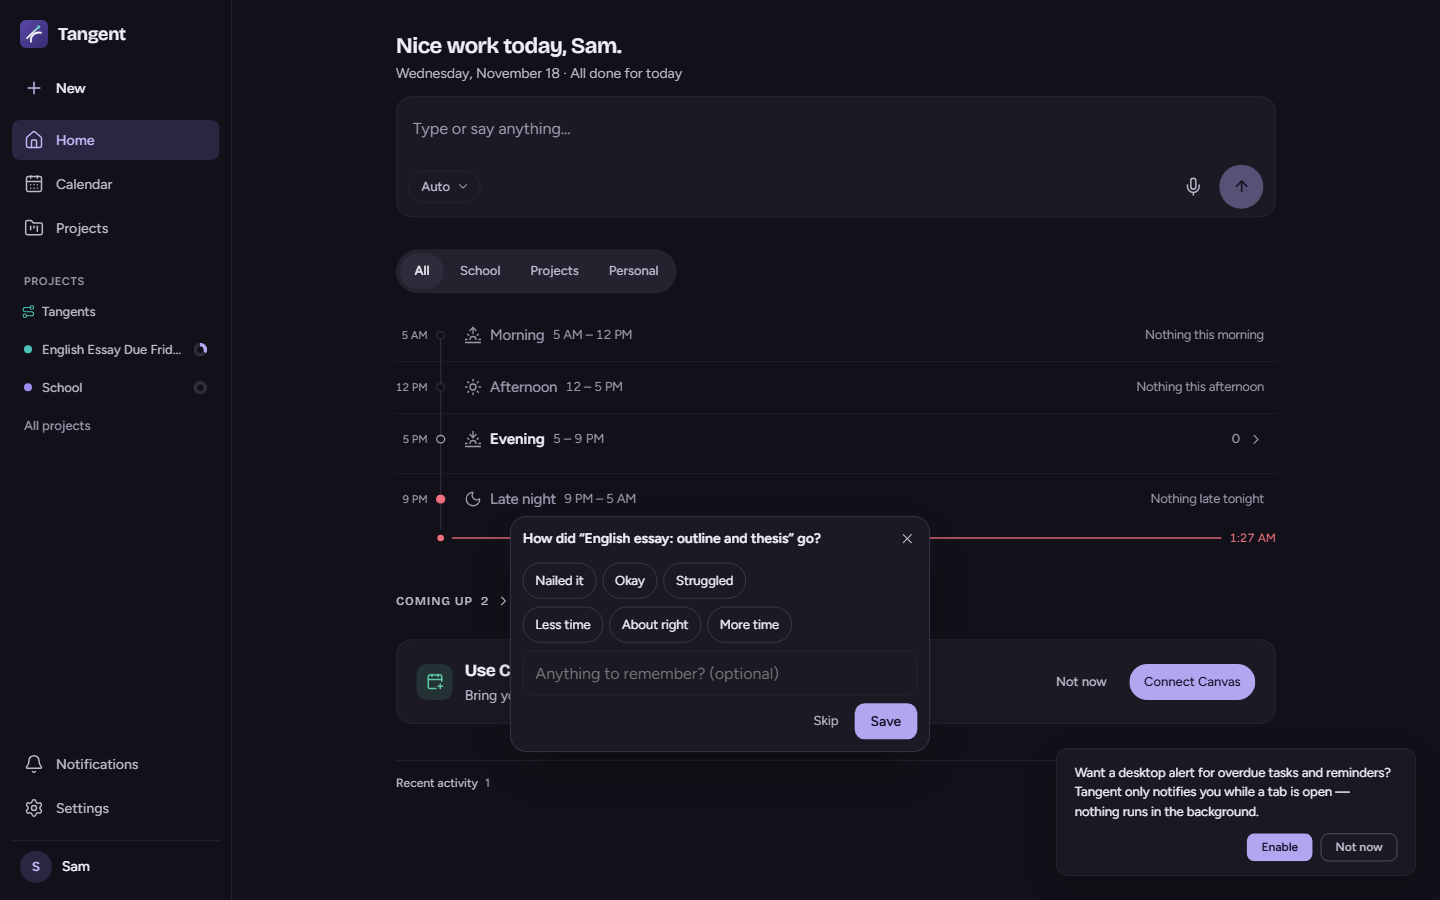 Tangent
New
Home
Calendar
Projects
PROJECTS
Tangents
English Essay Due Frid...
School
All projects
Notifications
Settings
S Sam
Nice work today, Sam.
Wednesday, November 18 · All done for today
Type or say anything...
Auto
All School Projects Personal
5 AM Morning 5 AM – 12 PM Nothing this morning
12 PM Afternoon 12 – 5 PM Nothing this afternoon
5 PM Evening 5 – 9 PM 0
9 PM Late night 9 PM – 5 AM Nothing late tonight
1:27 AM
How did “English essay: outline and thesis” go?
Nailed it Okay Struggled
Less time About right More time
Anything to remember? (optional)
Skip Save
COMING UP 2
Use C
Bring
Not now Connect Canvas
Recent activity 1
Want a desktop alert for overdue tasks and reminders?
Tangent only notifies you while a tab is open —
nothing runs in the background.
Enable Not now